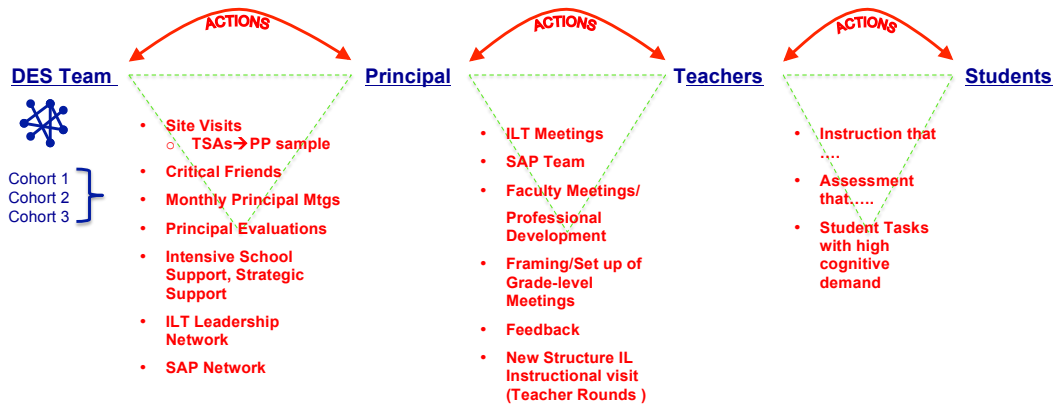 ACTIONS
ACTIONS
ACTIONS
DES Team
Principal
Teachers
Students
Cohort 1
Cohort 2
Cohort 3
• Site Visits
○ TSAs→PP sample
• Critical Friends
• Monthly Principal Mtgs
• Principal Evaluations
• Intensive School
Support, Strategic
Support
• ILT Leadership
Network
• SAP Network
• ILT Meetings
• SAP Team
• Faculty Meetings/
Professional
Development
• Framing/Set up of
Grade-level
Meetings
• Feedback
• New Structure IL
Instructional visit
(Teacher Rounds )
• Instruction that
….
• Assessment
that…..
• Student Tasks
with high
cognitive
demand